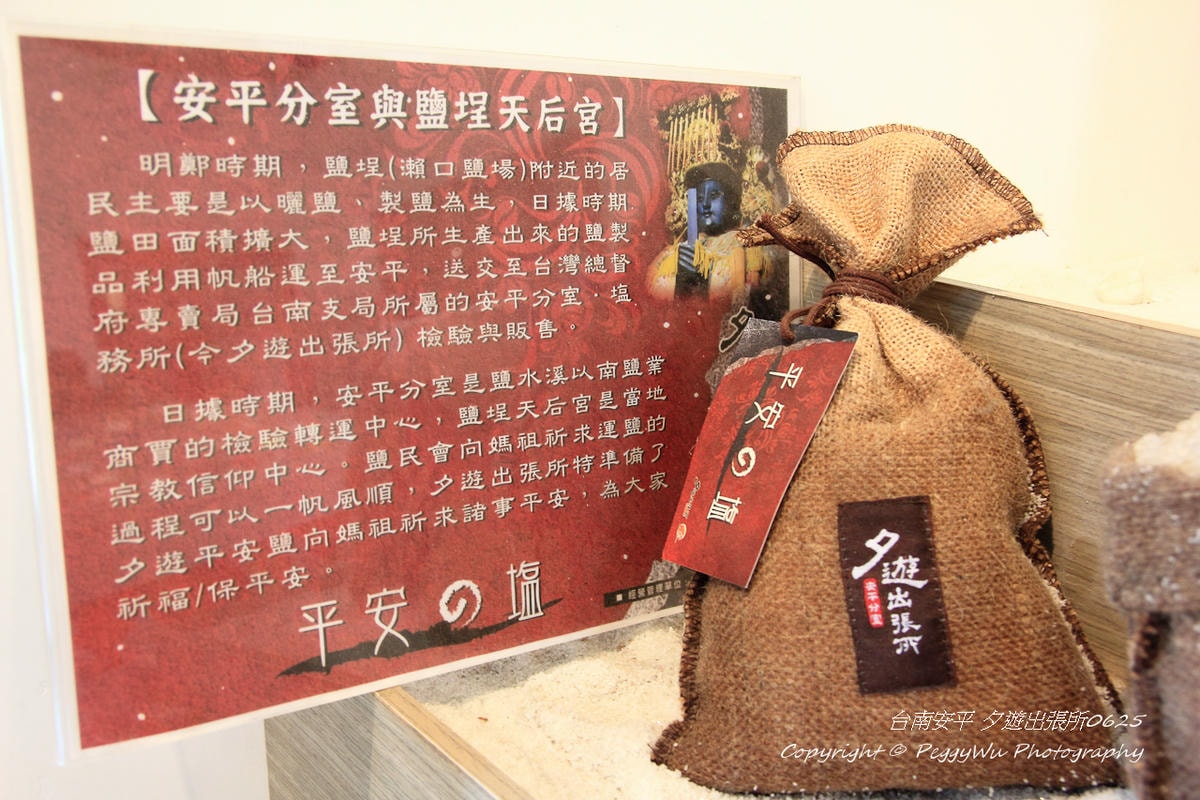 【安平分室與鹽埕天后宮】
明鄭時期，鹽埕(瀨口鹽場)附近的居
民主要是以曬鹽、製鹽為生，日據時期
鹽田面積擴大，鹽埕所生產出來的鹽製
品利用帆船運至安平，送交至台灣總督
府專賣局台南支局所屬的安平分室．塩
務所(今夕遊出張所) 檢驗與販售。
日據時期，安平分室是鹽水溪以南鹽業
商賈的檢驗轉運中心，鹽埕天后宮是當地
宗教信仰中心。鹽民會向媽祖祈求運鹽的
過程可以一帆風順，夕遊出張所特準備了
夕遊平安鹽向媽祖祈求諸事平安，為大家
祈福/保平安。
平安の塩
■ 經營管理單位
夕
平安の塩
夕遊出張所
安平分室
台南安平 夕遊出張所0625
Copyright © PeggyWu Photography